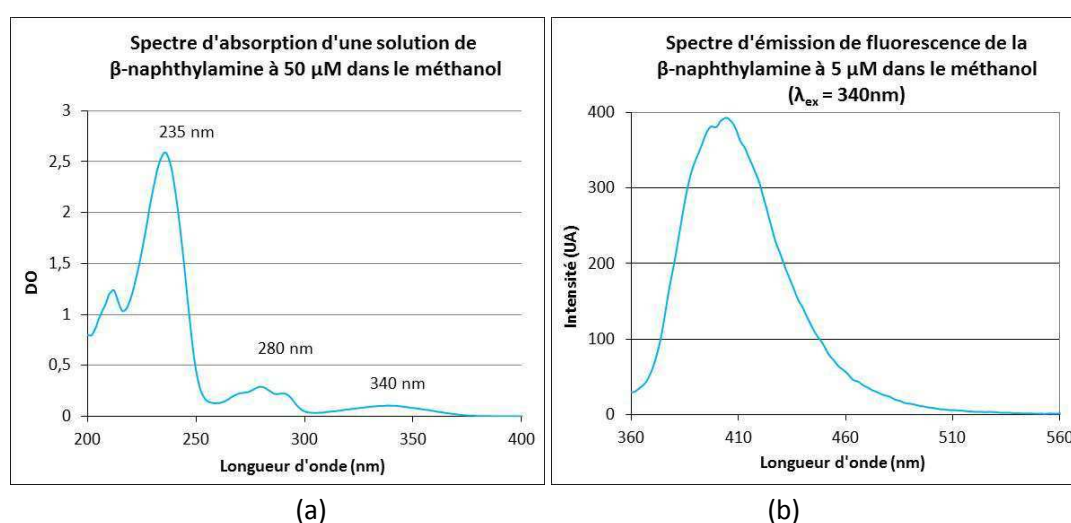 Spectre d'absorption d'une solution de
β-naphthylamine à 50 µM dans le méthanol
3
2,5
2
1,5
1
0,5
0
DO
235 nm
280 nm
340 nm
200
250
300
350
400
Longueur d'onde (nm)
(a)
Spectre d'émission de fluorescence de la
β-naphthylamine à 5 µM dans le méthanol
(λex = 340nm)
400
300
200
100
0
Intensité (UA)
360
410
460
510
560
Longueur d'onde (nm)
(b)